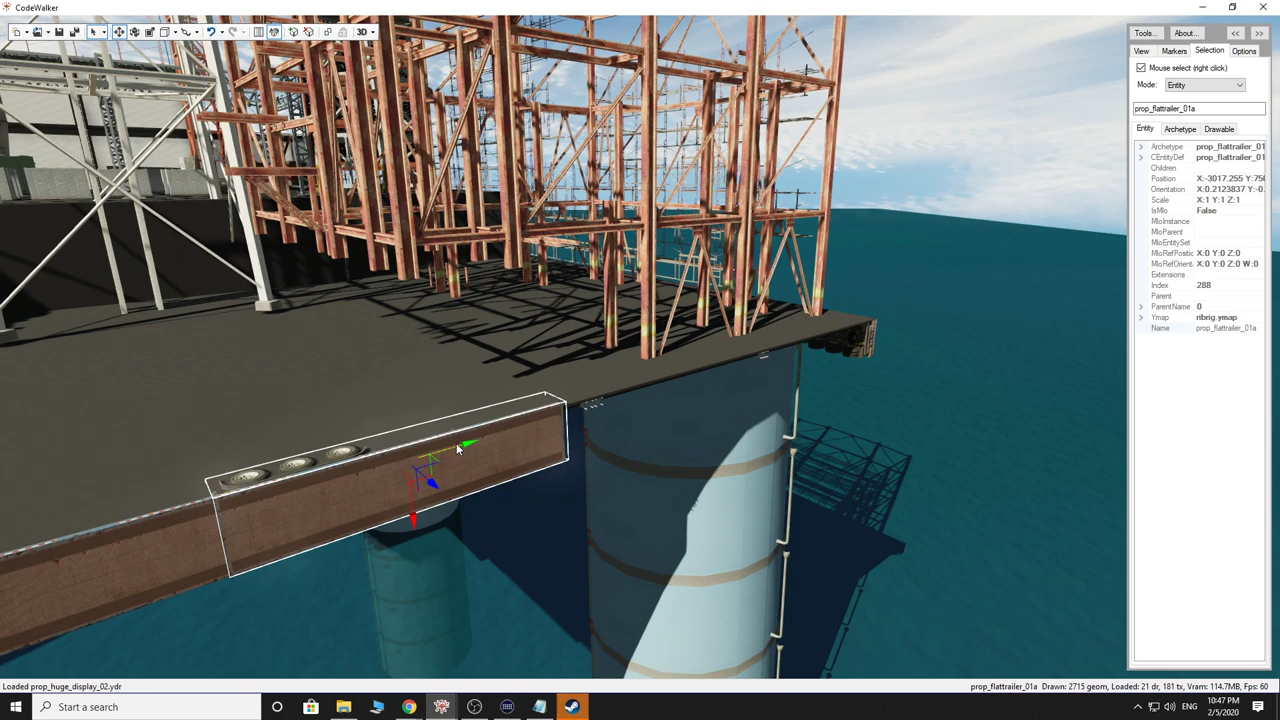 CodeWalker
3D
Tools... About... << >>
View Markers Selection Options
Mouse select (right click)
Mode: Entity
prop_flattrailer_01a
Entity Archetype Drawable
Archetype prop_flattrailer_01
CEntityDef prop_flattrailer_01
Children
Position X:-3017.255 Y:756
Orientation X:0.2123837 Y:-0.
Scale X:1 Y:1 Z:1
IsMlo False
MloInstance
MloParent
MloEntitySet
MloRefPositic X:0 Y:0 Z:0
MloRefOrient. X:0 Y:0 Z:0 W:0
Extensions
Index 288
Parent
ParentName 0
Ymap ribrig.ymap
Name prop_flattrailer_01a
Loaded prop_huge_display_02.ydr
prop_flattrailer_01a Drawn: 2715 geom, Loaded: 21 dr, 181 tx, Vram: 114.7MB, Fps: 60
Start a search
ENG
10:47 PM
2/5/2020